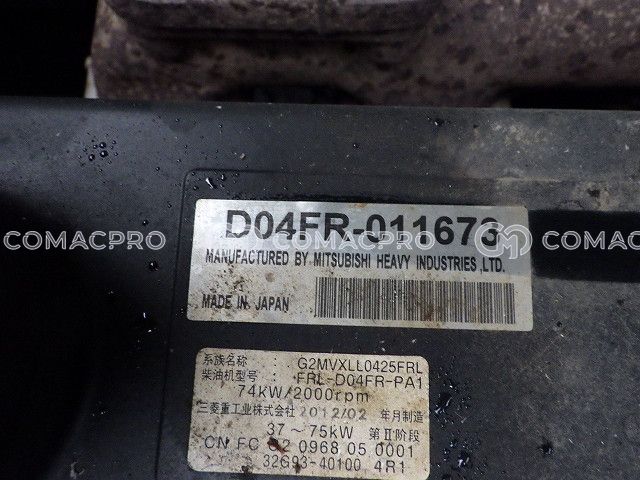 D04FR-011673
COMACPRO
COMACPRO
COMACPRO
MANUFACTURED BY MITSUBISHI HEAVY INDUSTRIES, LTD.
MADE IN JAPAN
系族名称 : G2MVXLL0425FRL
柴油机型号 : FRL-D04FR-PA1
74kW/2000rpm
三菱重工业株式会社 2012/02 年月制造
37~75kW 第II阶段
CN FC G2 0968 05 0001
32G93-40100 4R1